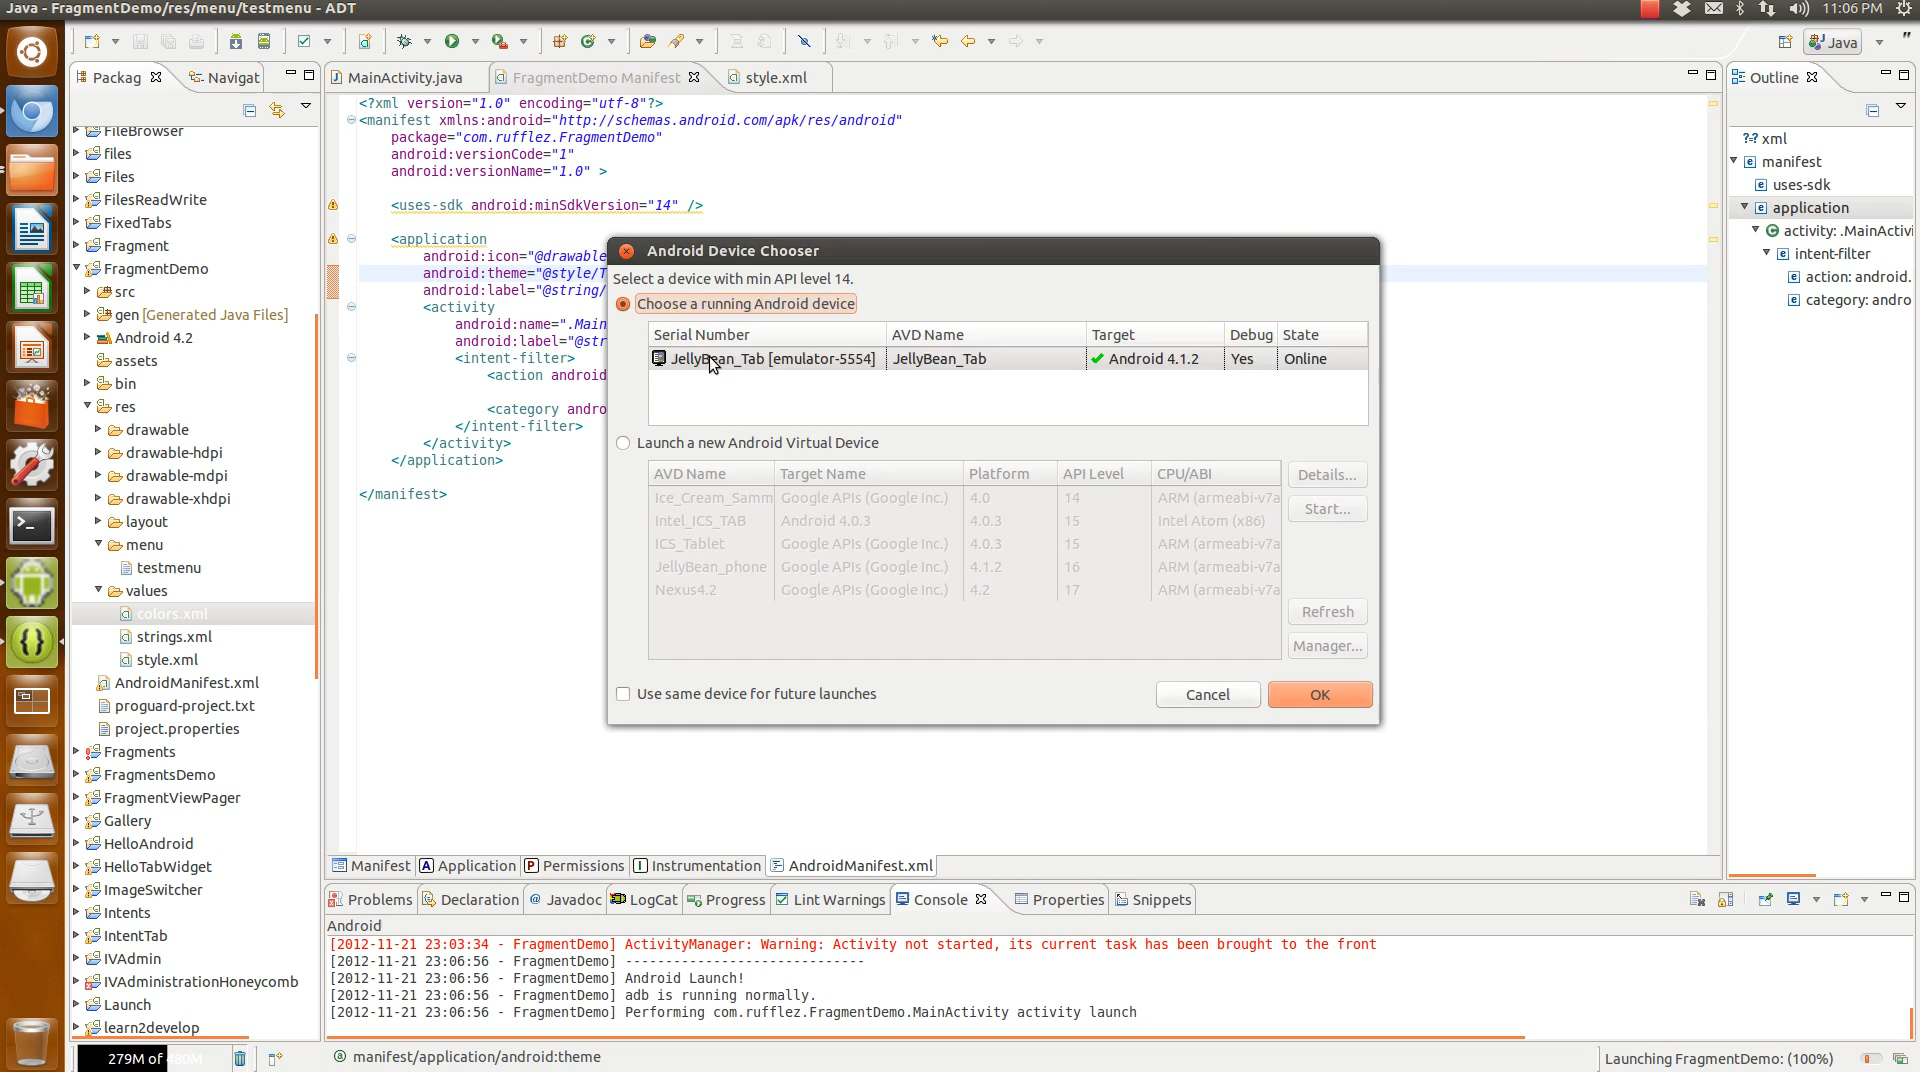 Java - FragmentDemo/res/menu/testmenu - ADT
11:06 PM
Java
Packag
Navigat
MainActivity.java
FragmentDemo Manifest
style.xml
Outline
FileBrowser
files
Files
FilesReadWrite
FixedTabs
Fragment
FragmentDemo
src
gen [Generated Java Files]
Android 4.2
assets
bin
res
drawable
drawable-hdpi
drawable-mdpi
drawable-xhdpi
layout
menu
testmenu
values
colors.xml
strings.xml
style.xml
AndroidManifest.xml
proguard-project.txt
project.properties
Fragments
FragmentsDemo
FragmentViewPager
Gallery
HelloAndroid
HelloTabWidget
ImageSwitcher
Intents
IntentTab
IVAdmin
IVAdministrationHoneycomb
Launch
learn2develop
<?xml version="1.0" encoding="utf-8"?>
<manifest xmlns:android="http://schemas.android.com/apk/res/android"
package="com.rufflez.FragmentDemo"
android:versionCode="1"
android:versionName="1.0" >
<uses-sdk android:minSdkVersion="14" />
<application
android:icon="@drawable
android:theme="@style/T
android:label="@string/
<activity
android:name=".Main
android:label="@str
<intent-filter>
<action android
<category andro
</intent-filter>
</activity>
</application>
</manifest>
Android Device Chooser
Select a device with min API level 14.
Choose a running Android device
Serial Number AVD Name Target Debug State
JellyBean_Tab [emulator-5554] JellyBean_Tab Android 4.1.2 Yes Online
Launch a new Android Virtual Device
AVD Name Target Name Platform API Level CPU/ABI
Ice_Cream_Samm Google APIs (Google Inc.) 4.0 14 ARM (armeabi-v7a
Intel_ICS_TAB Android 4.0.3 4.0.3 15 Intel Atom (x86)
ICS_Tablet Google APIs (Google Inc.) 4.0.3 15 ARM (armeabi-v7a
JellyBean_phone Google APIs (Google Inc.) 4.1.2 16 ARM (armeabi-v7a
Nexus4.2 Google APIs (Google Inc.) 4.2 17 ARM (armeabi-v7a
Details...
Start...
Refresh
Manager...
Use same device for future launches
Cancel
OK
xml
manifest
uses-sdk
application
activity: .MainActivi
intent-filter
action: android.
category: andro
Manifest Application Permissions Instrumentation AndroidManifest.xml
Problems Declaration Javadoc LogCat Progress Lint Warnings Console Properties Snippets
Android
[2012-11-21 23:03:34 - FragmentDemo] ActivityManager: Warning: Activity not started, its current task has been brought to the front
[2012-11-21 23:06:56 - FragmentDemo] ------------------------------
[2012-11-21 23:06:56 - FragmentDemo] Android Launch!
[2012-11-21 23:06:56 - FragmentDemo] adb is running normally.
[2012-11-21 23:06:56 - FragmentDemo] Performing com.rufflez.FragmentDemo.MainActivity activity launch
279M of 480M
manifest/application/android:theme
Launching FragmentDemo: (100%)